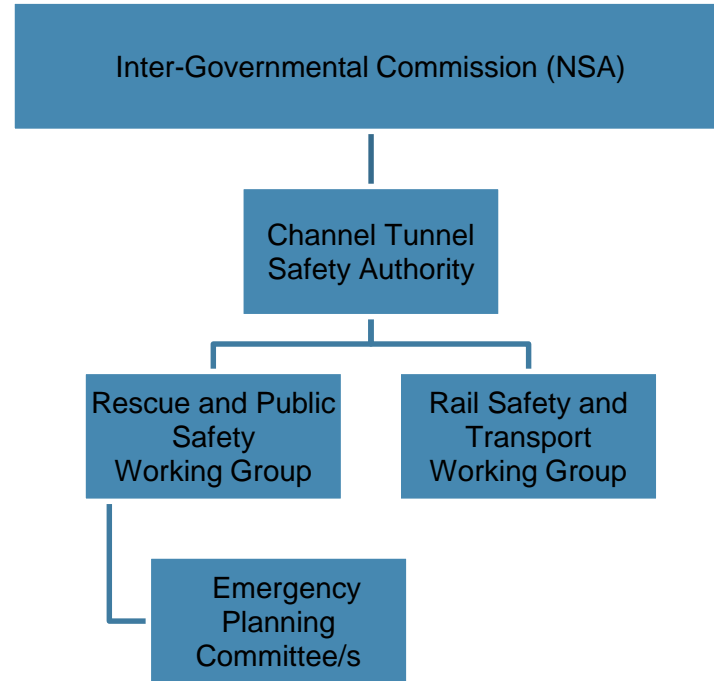 Inter-Governmental Commission (NSA)
Channel Tunnel
Safety Authority
Rescue and Public
Safety
Working Group
Rail Safety and
Transport
Working Group
Emergency
Planning
Committee/s